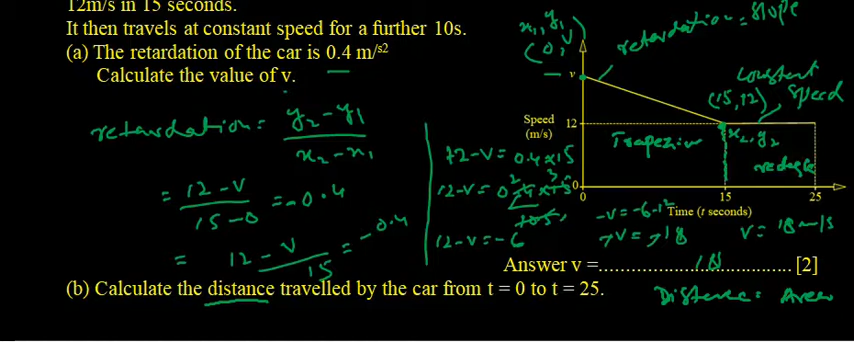 12m/s in 15 seconds.
It then travels at constant speed for a further 10s.
(a) The retardation of the car is 0.4 m/s2
Calculate the value of v.
retardation = y2-y1
x2-x1
= 12-v = -0.4
15-0
= 12-v = -0.4
15
12-v = 0.4x15
12-v = -6
-v = -6-12
v = 18
v = 18 m/s
x1, y1
(0, v)
retardation = slope
constant
speed
(15,12)
x2, y2
Trapezium
v
Speed
(m/s)
12
0
0
15
25
Time (t seconds)
Answer v =.......................18.................... [2]
(b) Calculate the distance travelled by the car from t = 0 to t = 25.
Distance = Area